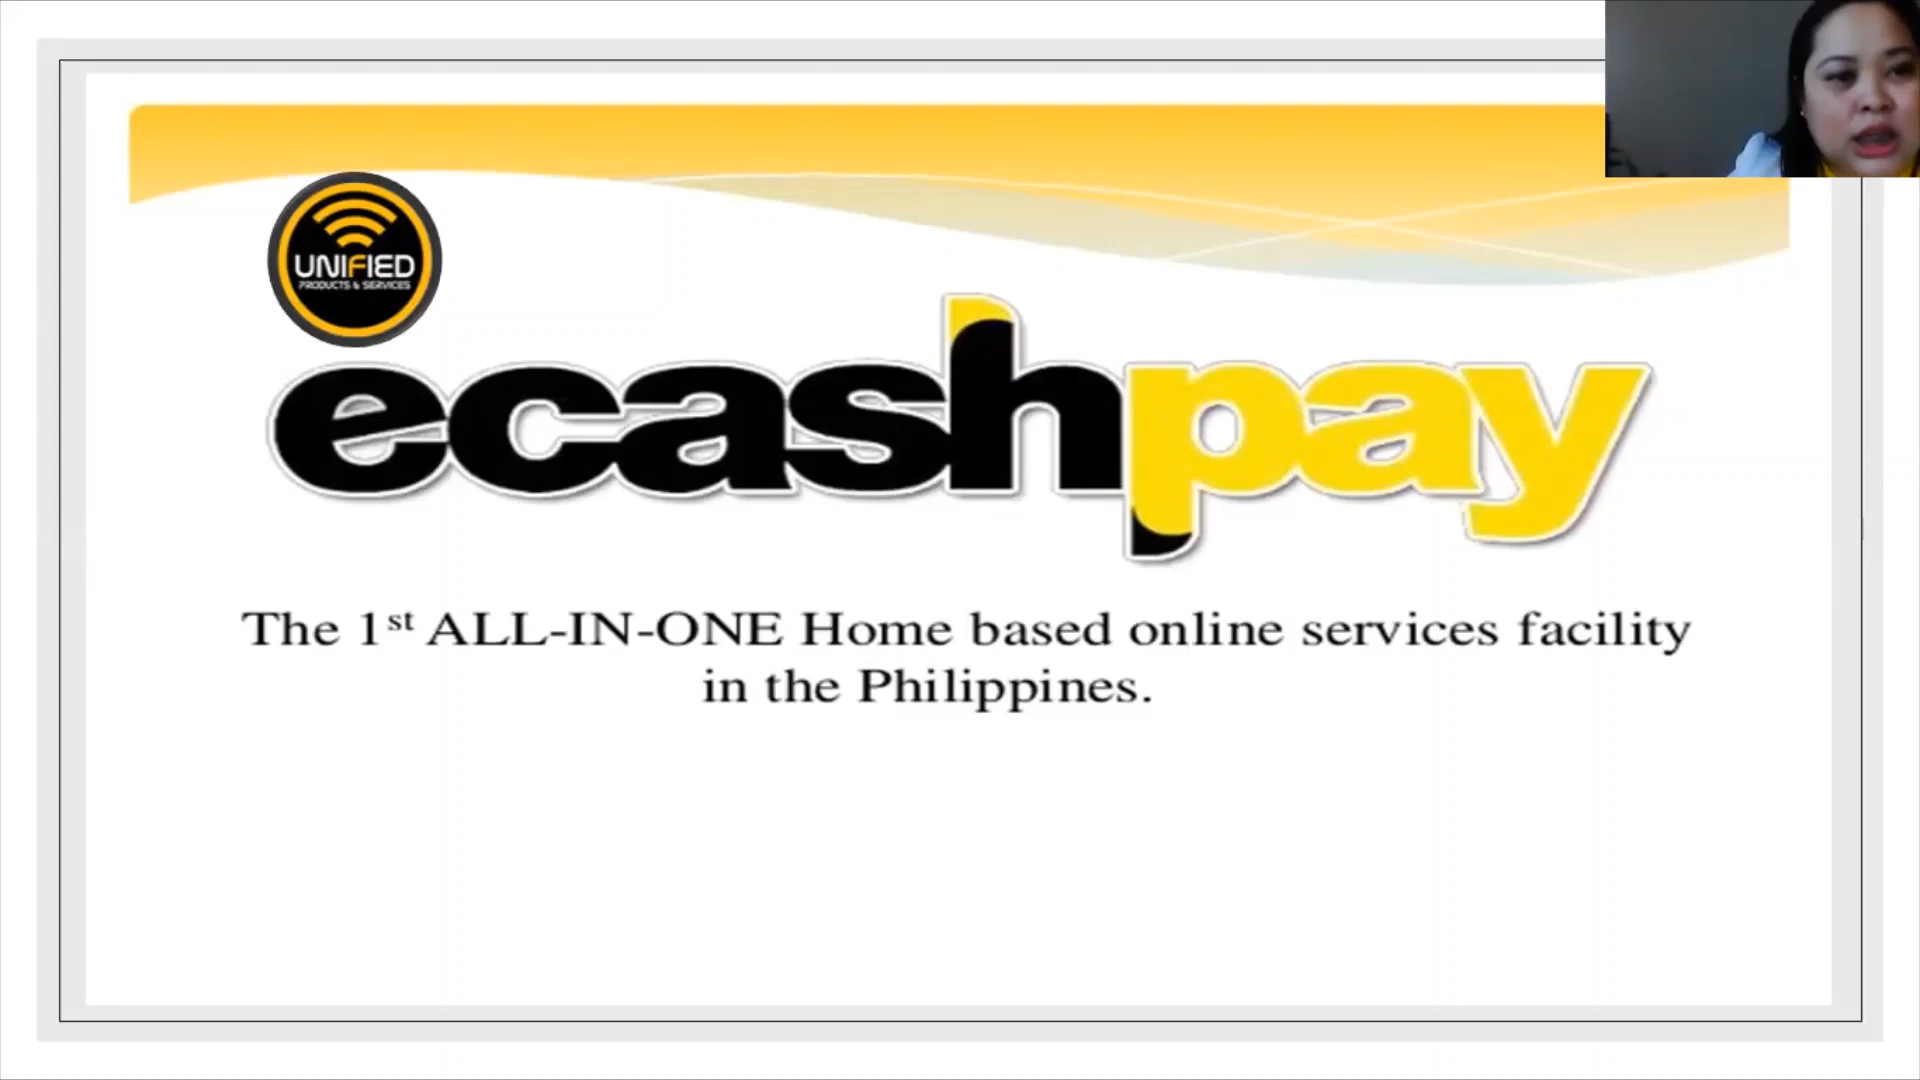 UNIFIED
PRODUCTS & SERVICES
ecashpay
The 1st ALL-IN-ONE Home based online services facility
in the Philippines.